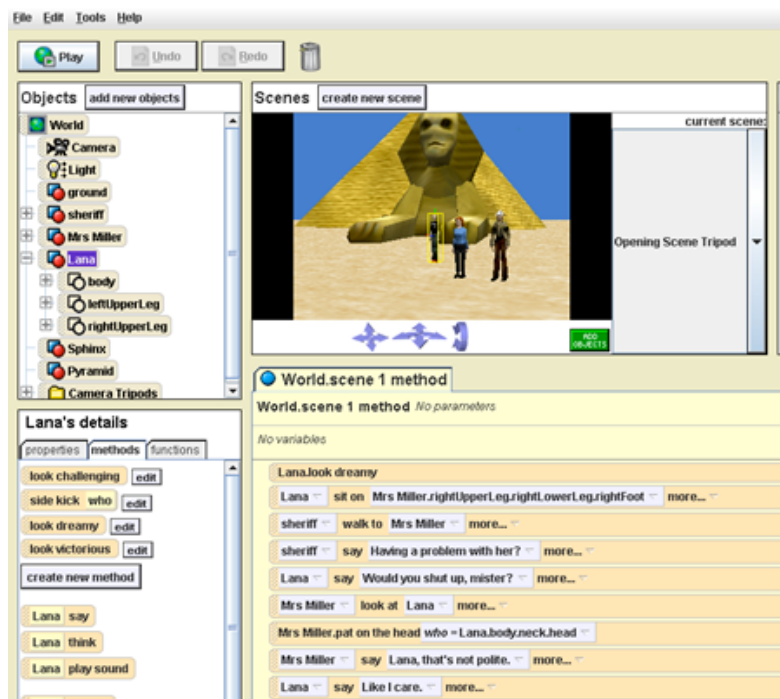 File Edit Tools Help
Play Undo Redo
Objects add new objects
World
Camera
Light
ground
sheriff
Mrs Miller
Lana
body
leftUpperLeg
rightUpperLeg
Sphinx
Pyramid
Camera Tripods
Scenes create new scene
current scene:
Opening Scene Tripod
ADD OBJECTS
Lana's details
properties methods functions
look challenging edit
side kick who edit
look dreamy edit
look victorious edit
create new method
Lana say
Lana think
Lana play sound
World.scene 1 method
World.scene 1 method No parameters
No variables
Lana.look dreamy
Lana sit on Mrs Miller.rightUpperLeg.rightLowerLeg.rightFoot more...
sheriff walk to Mrs Miller more...
sheriff say Having a problem with her? more...
Lana say Would you shut up, mister? more...
Mrs Miller look at Lana more...
Mrs Miller.pat on the head who = Lana.body.neck.head
Mrs Miller say Lana, that's not polite. more...
Lana say Like I care. more...